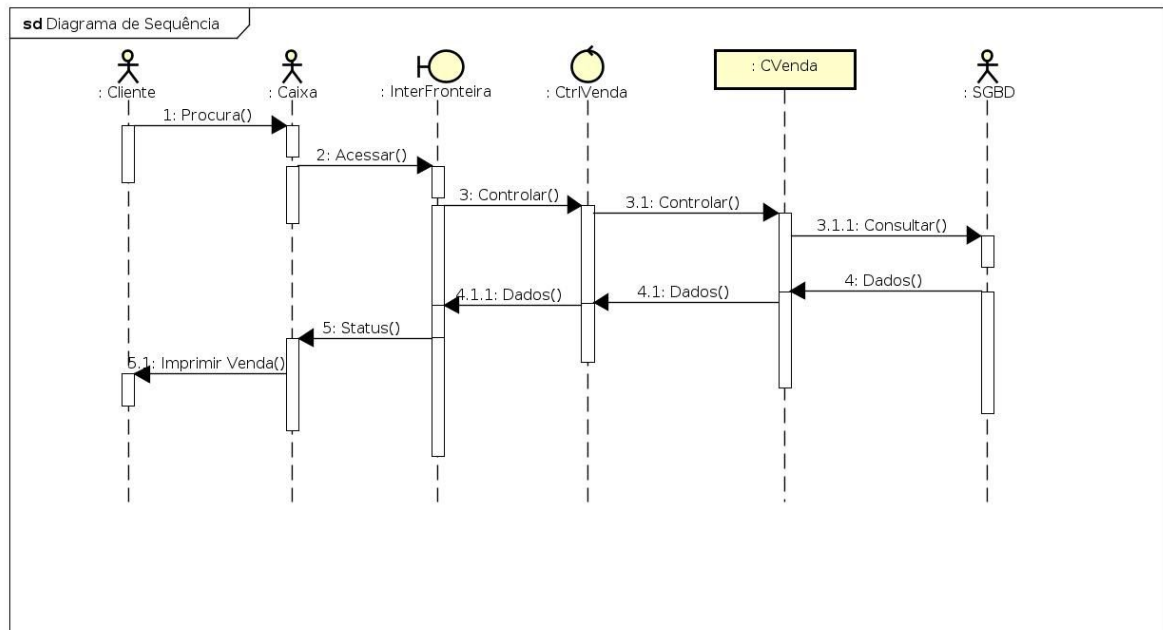 sd Diagrama de Sequência
: Cliente
: Caixa
: InterFronteira
: CtrlVenda
: CVenda
: SGBD
1: Procura()
2: Acessar()
3: Controlar()
3.1: Controlar()
3.1.1: Consultar()
4: Dados()
4.1: Dados()
4.1.1: Dados()
5: Status()
5.1: Imprimir Venda()